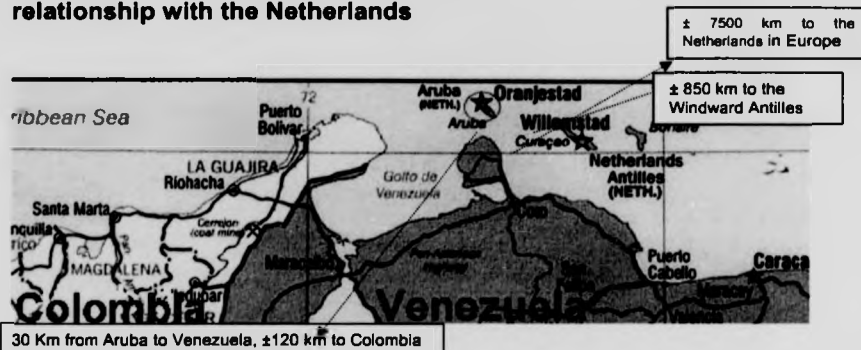 relationship with the Netherlands
± 7500 km to the
Netherlands in Europe
± 850 km to the
Windward Antilles
ribbean Sea
72
Puerto
Bolivar
Aruba
(NETH.)
Oranjestad
Aruba
Willemstad
Curaçao
Bonaire
Netherlands
Antilles
(NETH.)
LA GUAJIRA
Riohacha
Golfo de
Venezuela
Santa Marta
nquilla
Cerrejon
(coal mine)
MAGDALENA
Coro
Puerto
Cabello
Caraca
Colombia
Venezuela
30 Km from Aruba to Venezuela, ±120 km to Colombia